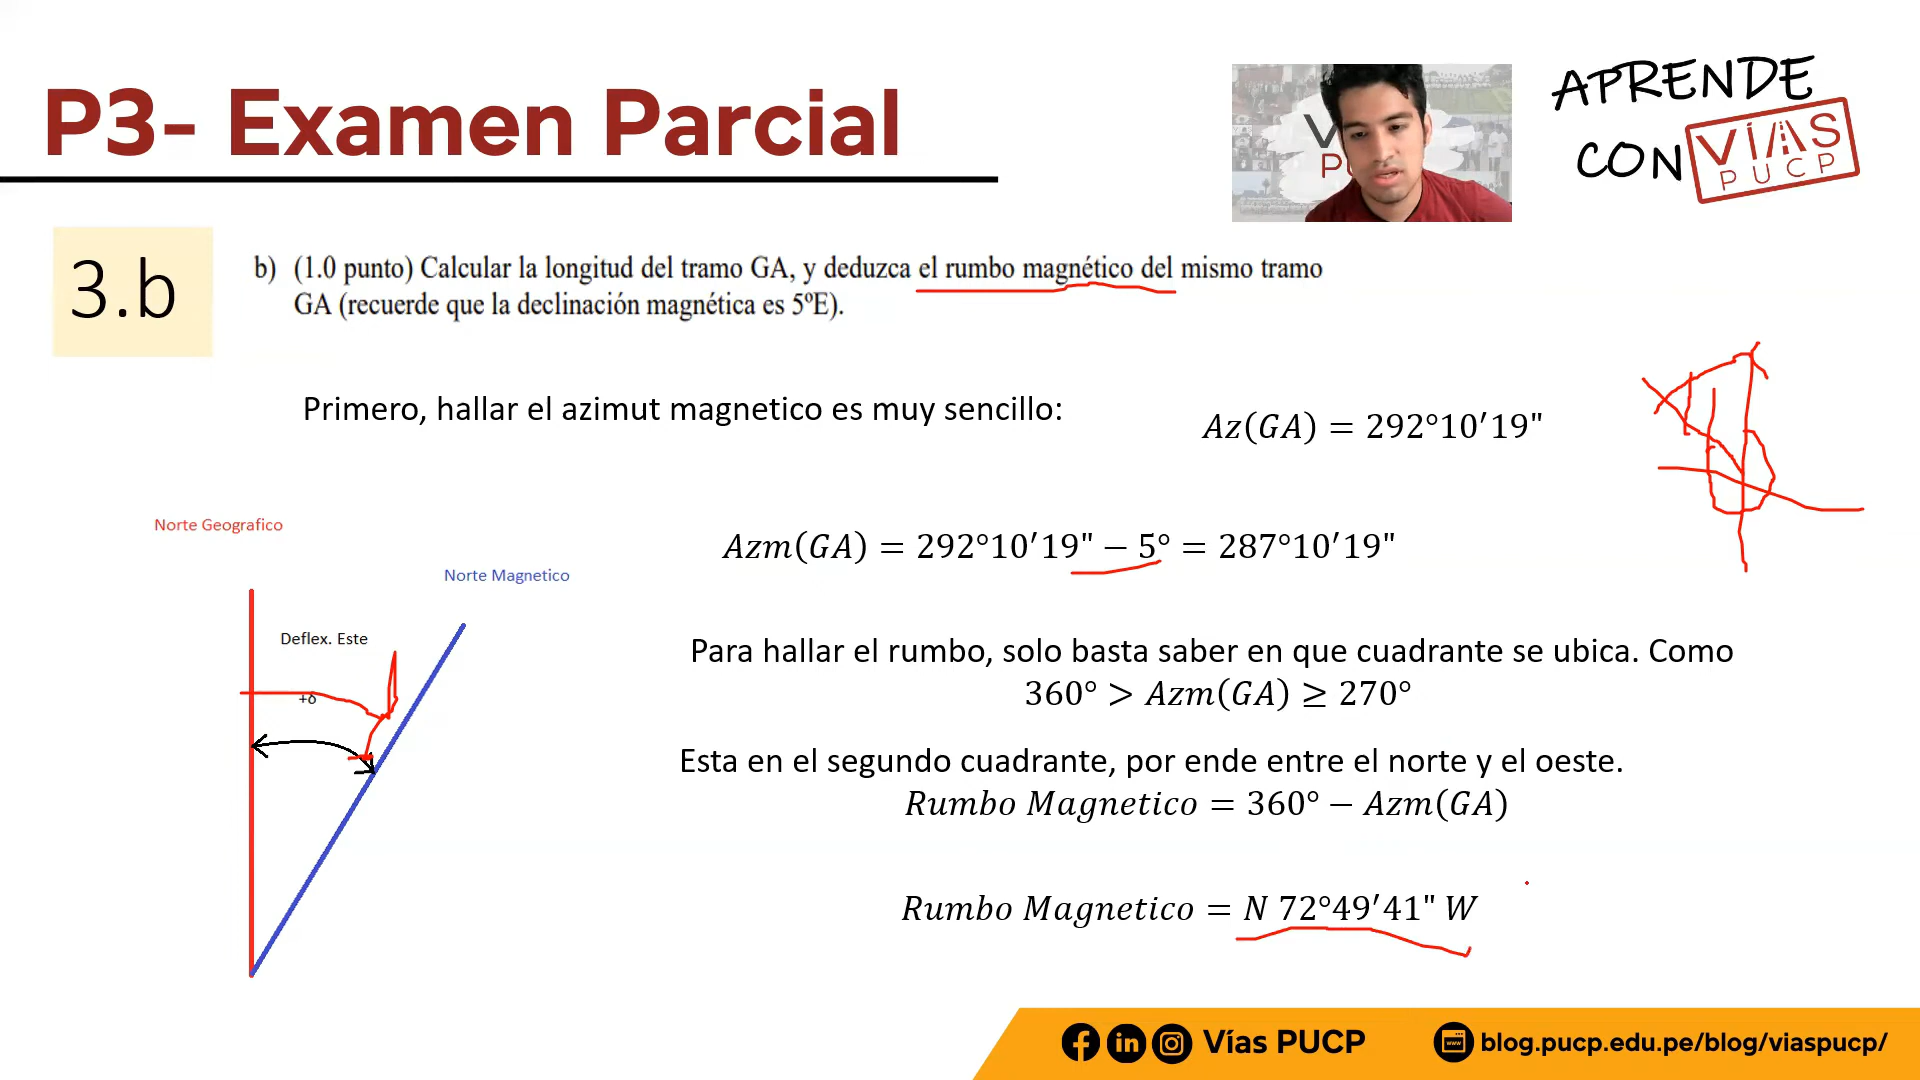 P3- Examen Parcial
APRENDE
CON VÍAS
PUCP
3.b
b) (1.0 punto) Calcular la longitud del tramo GA, y deduzca el rumbo magnético del mismo tramo
GA (recuerde que la declinación magnética es 5ºE).
Primero, hallar el azimut magnetico es muy sencillo:
Az(GA) = 292°10′19"
Norte Geografico
Norte Magnetico
Deflex. Este
+δ
Azm(GA) = 292°10′19" − 5° = 287°10′19"
Para hallar el rumbo, solo basta saber en que cuadrante se ubica. Como
360° > Azm(GA) ≥ 270°
Esta en el segundo cuadrante, por ende entre el norte y el oeste.
Rumbo Magnetico = 360° − Azm(GA)
Rumbo Magnetico = N 72°49′41" W
Vías PUCP
blog.pucp.edu.pe/blog/viaspucp/